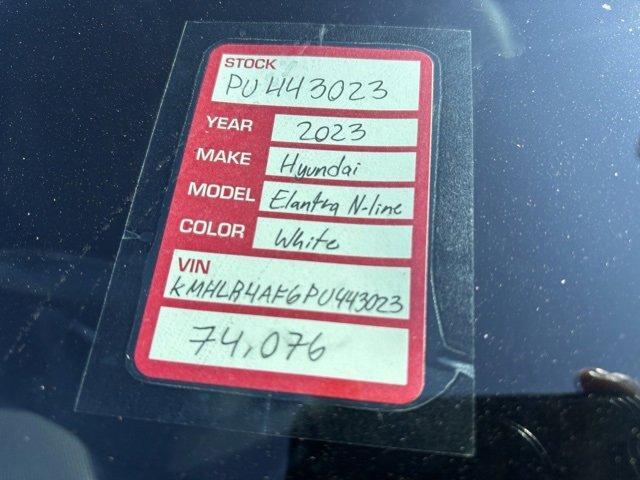 STOCK
PU443023
YEAR 2023
MAKE Hyundai
MODEL Elantra N-line
COLOR White
VIN
KMHLR4AF6PU443023
74,076